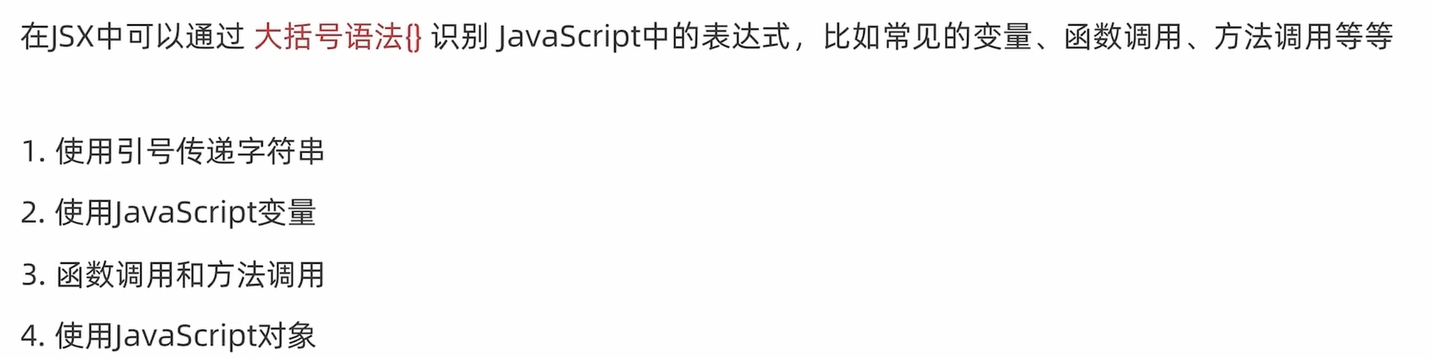 在JSX中可以通过 大括号语法{} 识别 JavaScript中的表达式，比如常见的变量、函数调用、方法调用等等
1. 使用引号传递字符串
2. 使用JavaScript变量
3. 函数调用和方法调用
4. 使用JavaScript对象